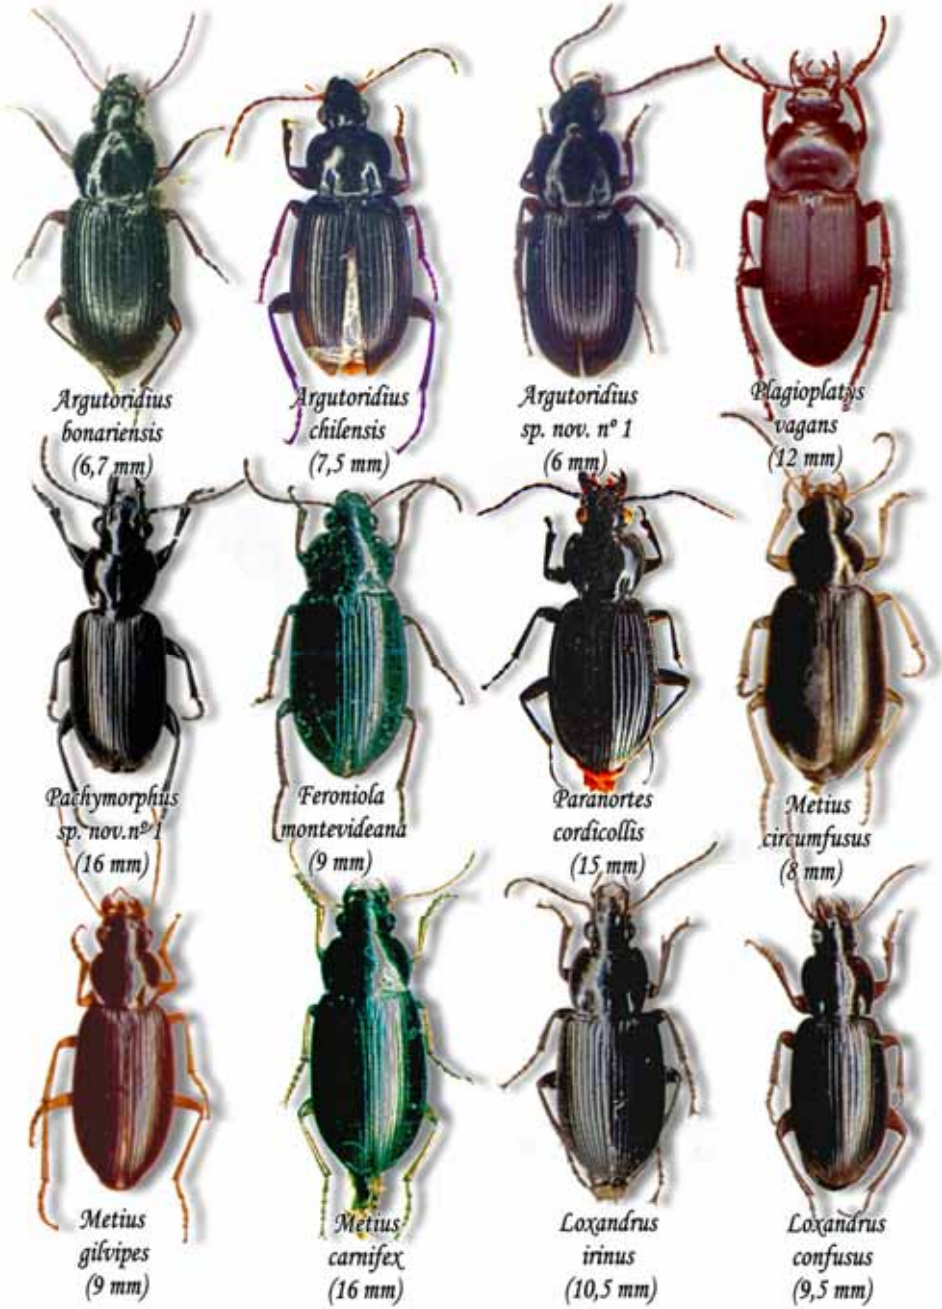 Argutoridius
bonariensis
(6,7 mm)
Argutoridius
chilensis
(7,5 mm)
Argutoridius
sp. nov. nº 1
(6 mm)
Plagioplatys
vagans
(12 mm)
Pachymorphus
sp. nov. nº 1
(16 mm)
Feroniola
montevideana
(9 mm)
Paranortes
cordicollis
(15 mm)
Metius
circumfusus
(8 mm)
Metius
gilvipes
(9 mm)
Metius
carnifex
(16 mm)
Loxandrus
irinus
(10,5 mm)
Loxandrus
confusus
(9,5 mm)